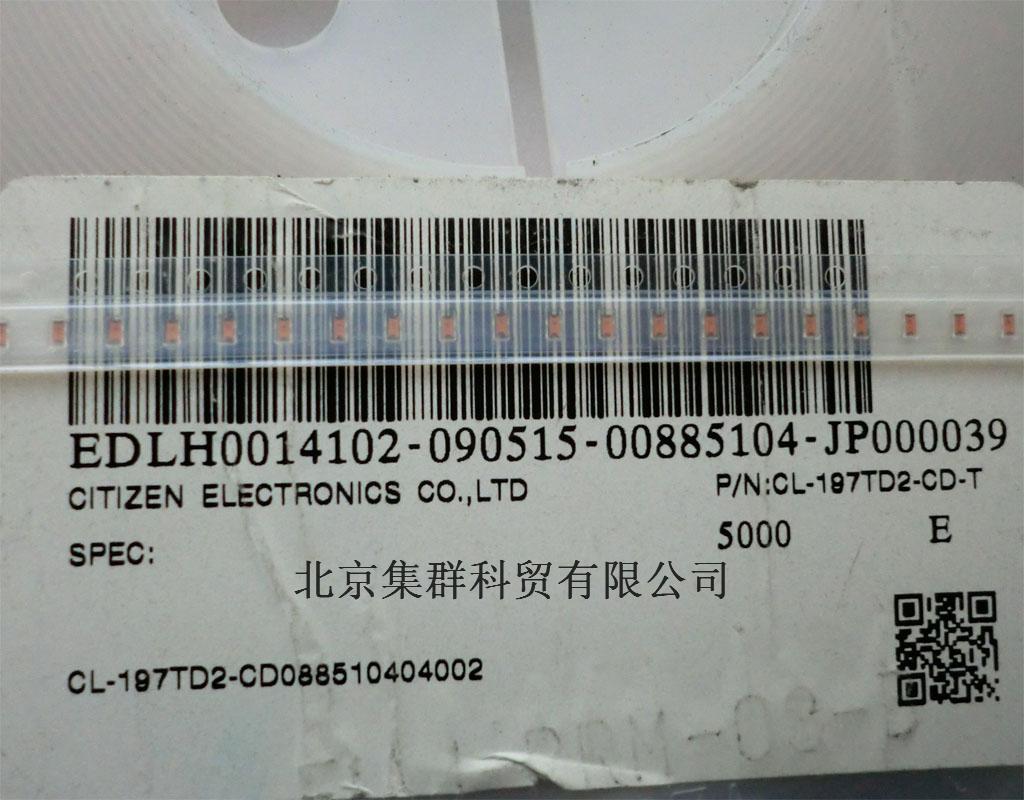 EDLH0014102-090515-00885104-JP000039
CITIZEN ELECTRONICS CO.,LTD
P/N:CL-197TD2-CD-T
5000 E
SPEC:
北京集群科贸有限公司
CL-197TD2-CD088510404002